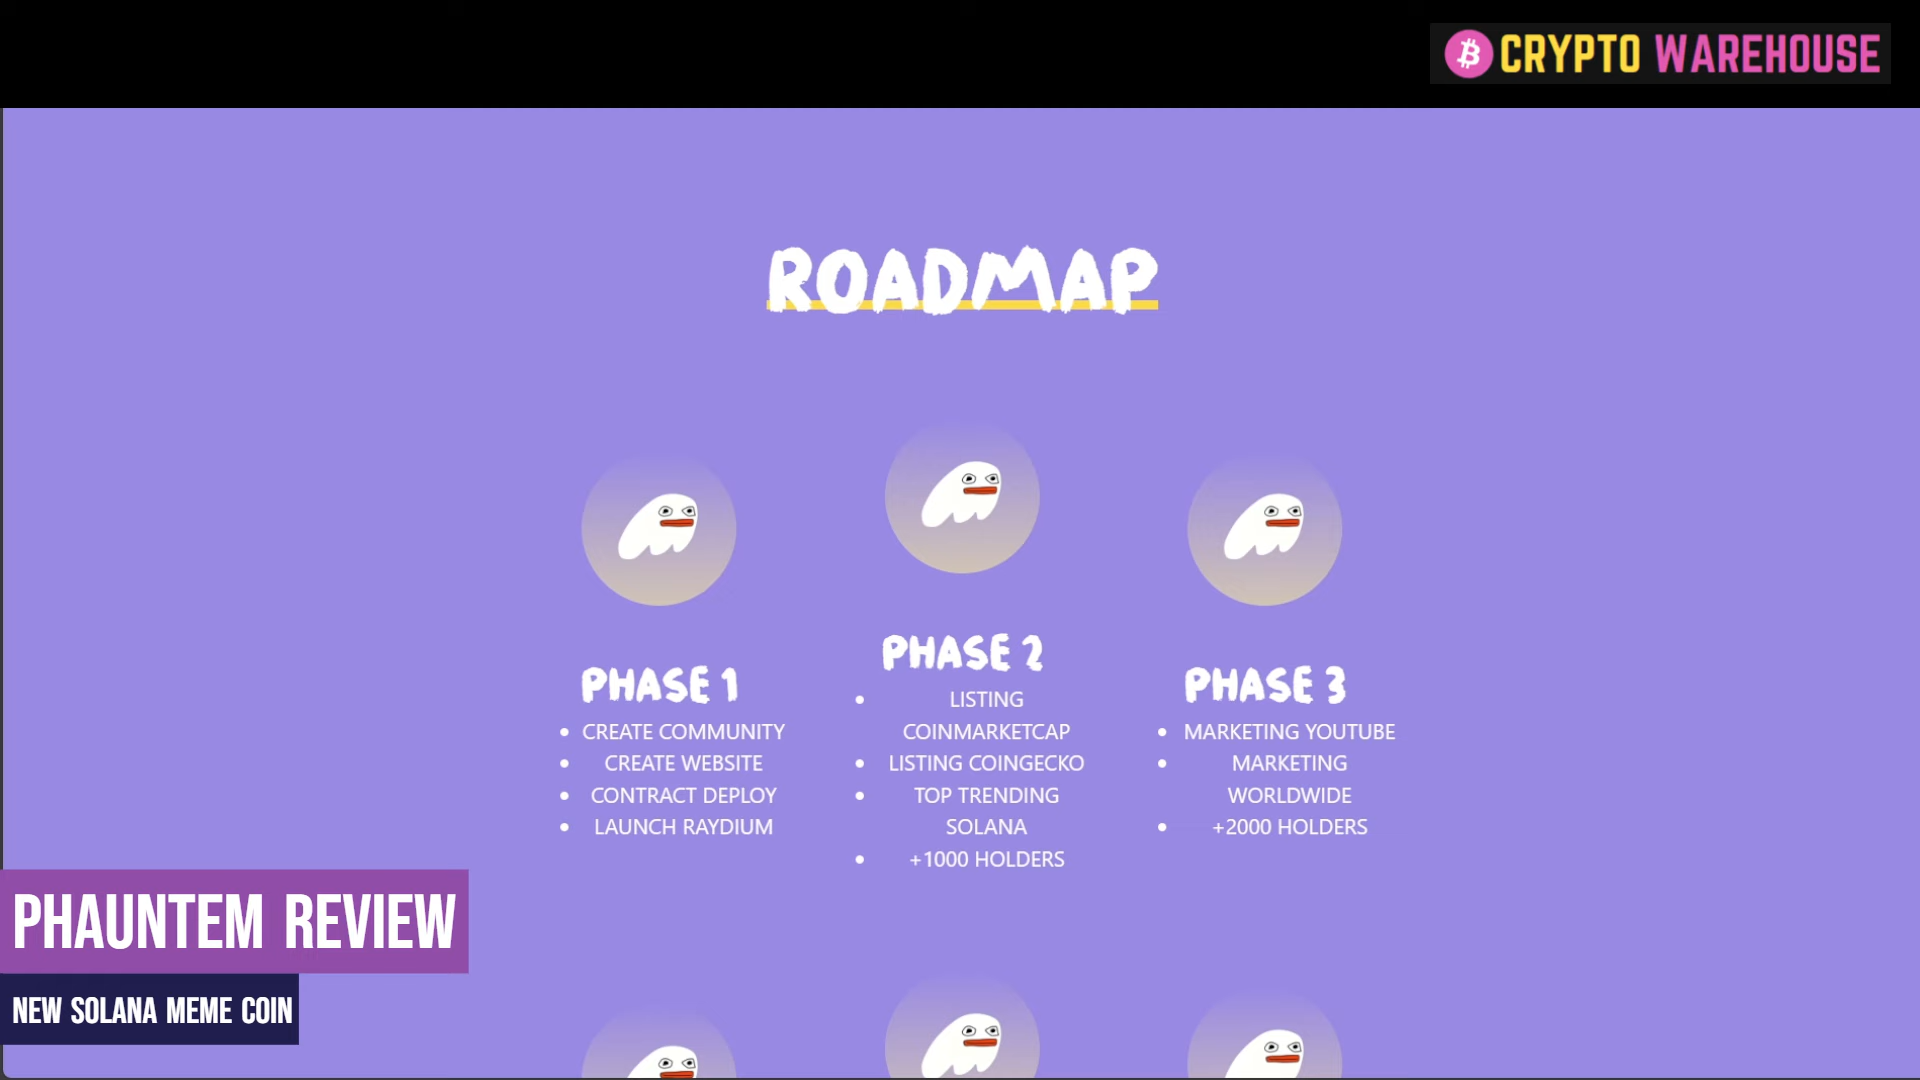 CRYPTO WAREHOUSE
ROADMAP
PHASE 1
CREATE COMMUNITY
CREATE WEBSITE
CONTRACT DEPLOY
LAUNCH RAYDIUM
PHASE 2
LISTING
COINMARKETCAP
LISTING COINGECKO
TOP TRENDING
SOLANA
+1000 HOLDERS
PHASE 3
MARKETING YOUTUBE
MARKETING
WORLDWIDE
+2000 HOLDERS
PHAUNTEM REVIEW
NEW SOLANA MEME COIN